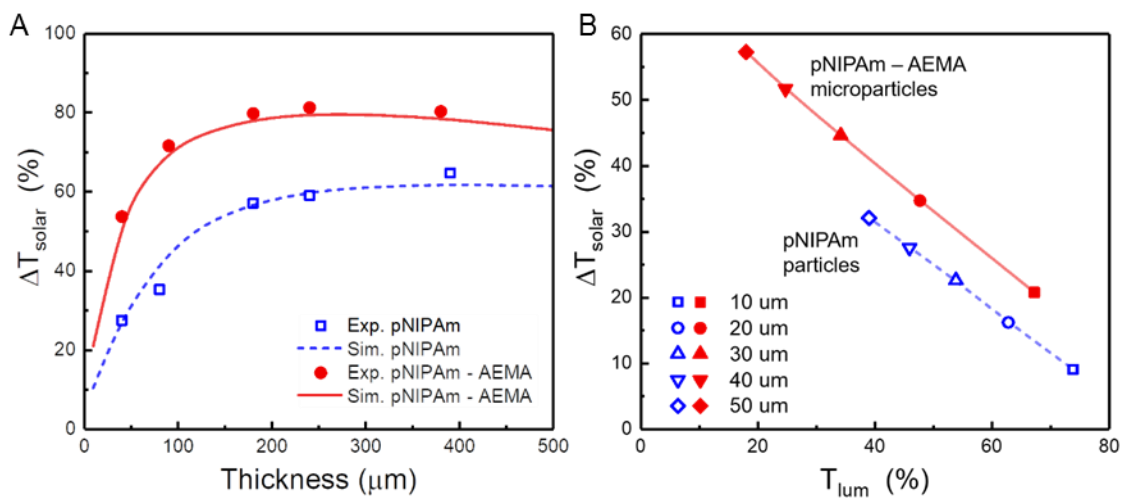 A
100
80
60
40
20
0
ΔT_solar (%)
Exp. pNIPAm
Sim. pNIPAm
Exp. pNIPAm - AEMA
Sim. pNIPAm - AEMA
0 100 200 300 400 500
Thickness (μm)
B
60
50
40
30
20
10
0
ΔT_solar (%)
pNIPAm – AEMA
microparticles
pNIPAm
particles
10 um
20 um
30 um
40 um
50 um
0 20 40 60 80
T_lum (%)